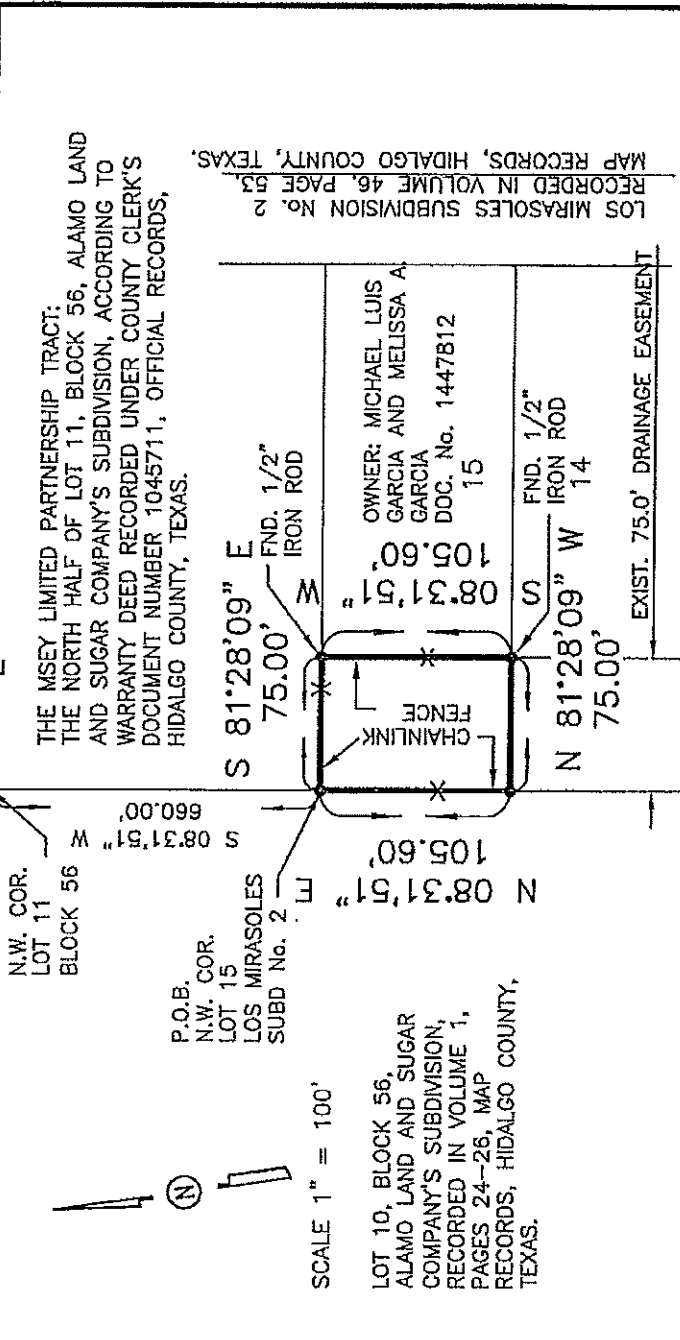 THE MSEY LIMITED PARTNERSHIP TRACT:
THE NORTH HALF OF LOT 11, BLOCK 56, ALAMO LAND
AND SUGAR COMPANY'S SUBDIVISION, ACCORDING TO
WARRANTY DEED RECORDED UNDER COUNTY CLERK'S
DOCUMENT NUMBER 1045711, OFFICIAL RECORDS,
HIDALGO COUNTY, TEXAS.
N.W. COR.
LOT 11
BLOCK 56
S 08°31'51" W
660.00'
P.O.B.
N.W. COR.
LOT 15
LOS MIRASOLES
SUBD No. 2
S 81°28'09" E
75.00'
FND. 1/2"
IRON ROD
CHAINLINK
FENCE
S 08°31'51" W
105.60'
N 08°31'51" E
105.60'
OWNER: MICHAEL LUIS
GARCIA AND MELISSA A.
GARCIA
DOC. No. 1447812
15
FND. 1/2"
IRON ROD
14
N 81°28'09" W
75.00'
EXIST. 75.0' DRAINAGE EASEMENT
LOS MIRASOLES SUBDIVISION No. 2
RECORDED IN VOLUME 46, PAGE 53,
MAP RECORDS, HIDALGO COUNTY, TEXAS.
N
SCALE 1" = 100'
LOT 10, BLOCK 56,
ALAMO LAND AND SUGAR
COMPANY'S SUBDIVISION,
RECORDED IN VOLUME 1,
PAGES 24-26, MAP
RECORDS, HIDALGO COUNTY,
TEXAS.